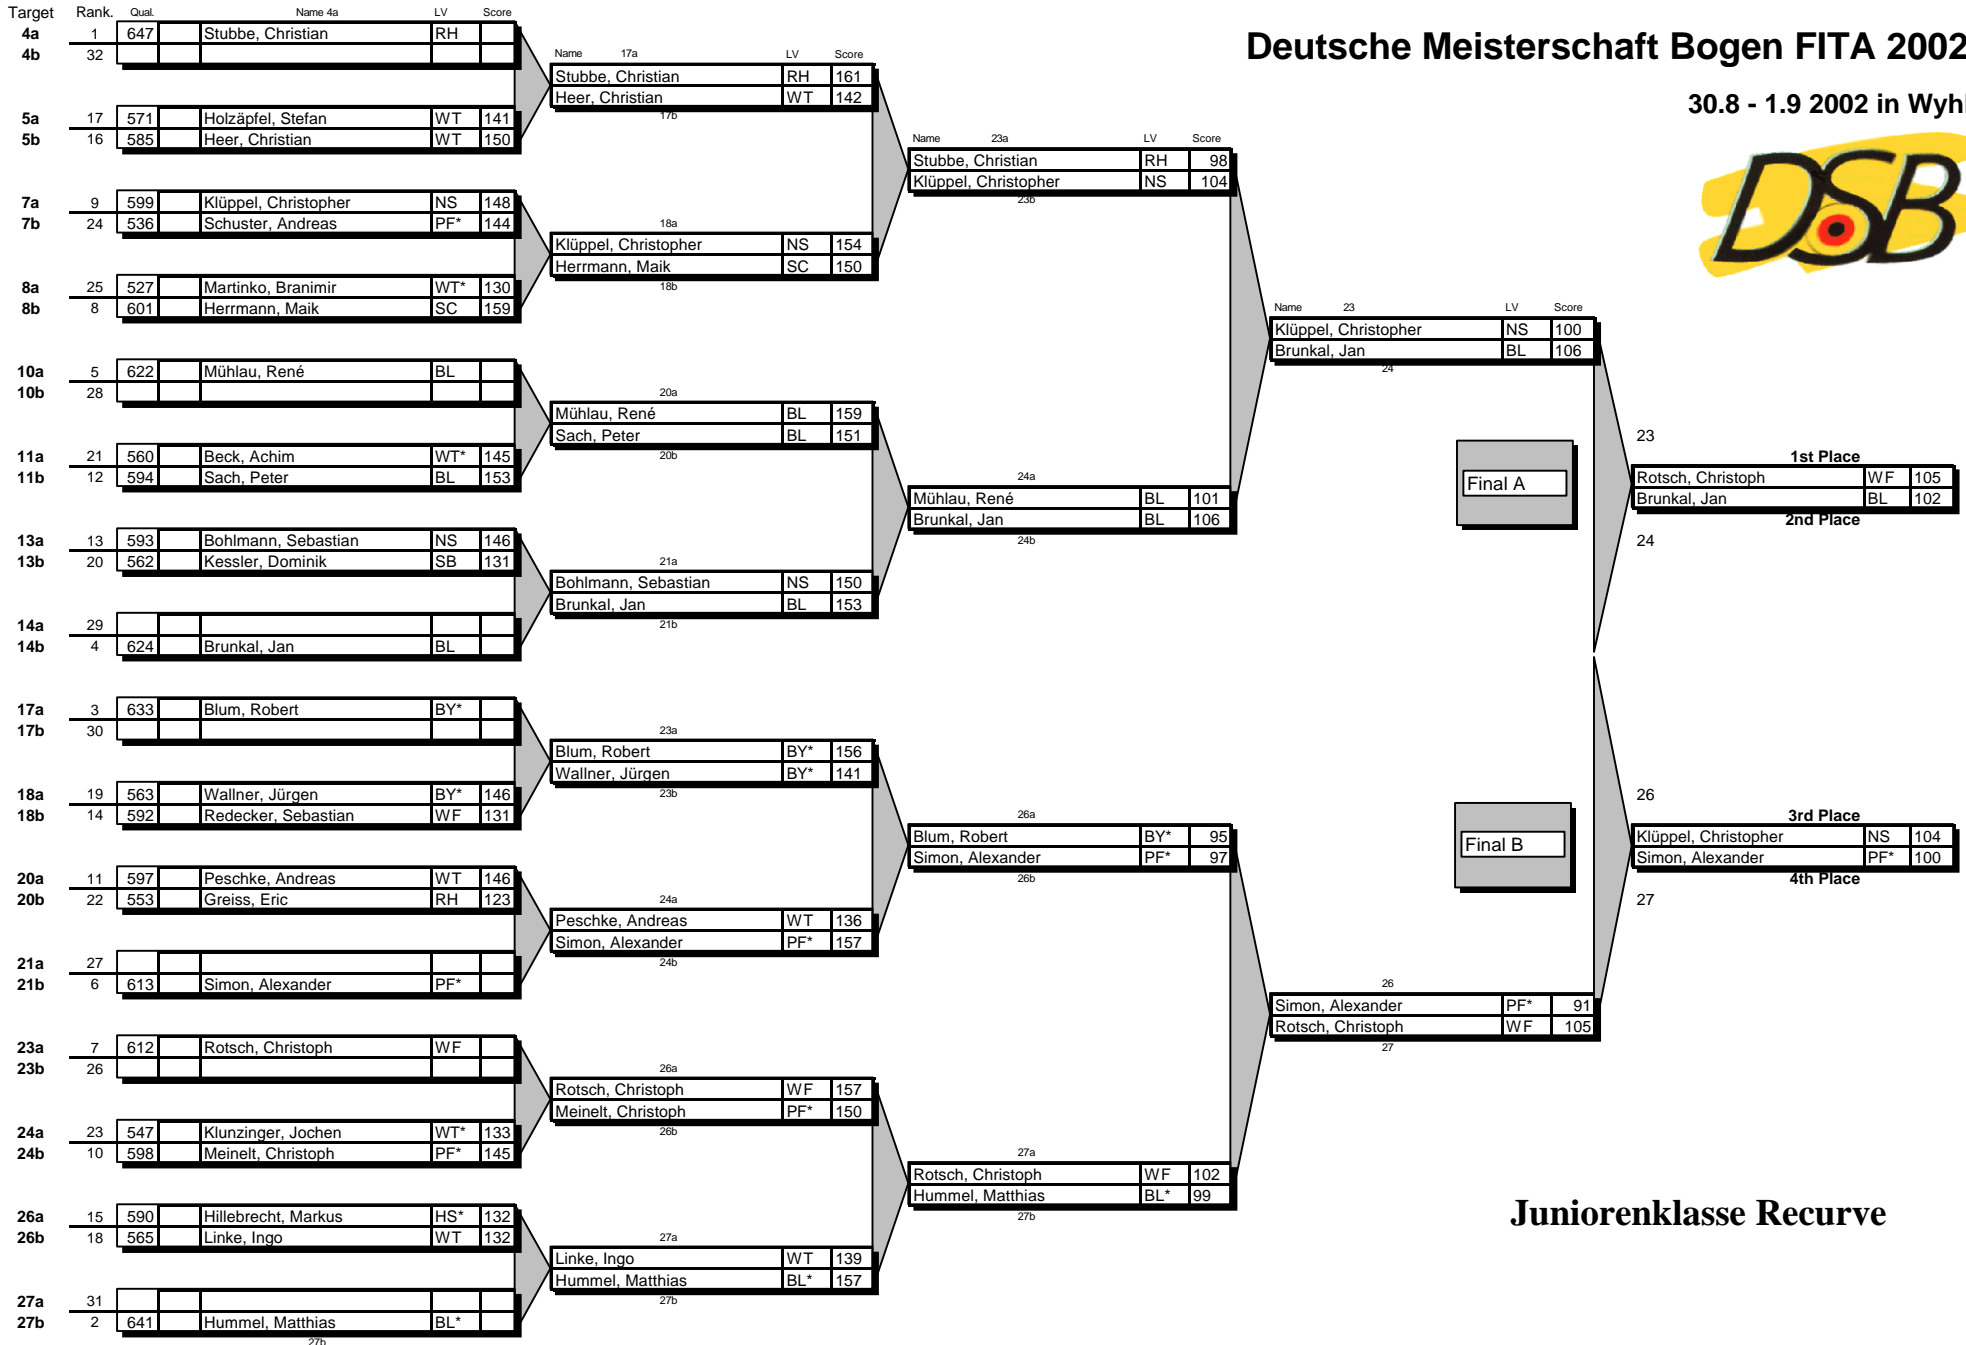 Deutsche Meisterschaft Bogen FITA 2002
30.8 - 1.9 2002 in Wyhl
DSB
Target Rank. Qual. Name 4a LV Score
4a 1 647 Stubbe, Christian RH
4b 32
5a 17 571 Holzäpfel, Stefan WT 141
5b 16 585 Heer, Christian WT 150
7a 9 599 Klüppel, Christopher NS 148
7b 24 536 Schuster, Andreas PF* 144
8a 25 527 Martinko, Branimir WT* 130
8b 8 601 Herrmann, Maik SC 159
10a 5 622 Mühlau, René BL
10b 28
11a 21 560 Beck, Achim WT* 145
11b 12 594 Sach, Peter BL 153
13a 13 593 Bohlmann, Sebastian NS 146
13b 20 562 Kessler, Dominik SB 131
14a 29
14b 4 624 Brunkal, Jan BL
17a 3 633 Blum, Robert BY*
17b 30
18a 19 563 Wallner, Jürgen BY* 146
18b 14 592 Redecker, Sebastian WF 131
20a 11 597 Peschke, Andreas WT 146
20b 22 553 Greiss, Eric RH 123
21a 27
21b 6 613 Simon, Alexander PF*
23a 7 612 Rotsch, Christoph WF
23b 26
24a 23 547 Klunzinger, Jochen WT* 133
24b 10 598 Meinelt, Christoph PF* 145
26a 15 590 Hillebrecht, Markus HS* 132
26b 18 565 Linke, Ingo WT 132
27a 31
27b 2 641 Hummel, Matthias BL*
27b
Name 17a LV Score
Stubbe, Christian RH 161
Heer, Christian WT 142
17b
18a
Klüppel, Christopher NS 154
Herrmann, Maik SC 150
18b
20a
Mühlau, René BL 159
Sach, Peter BL 151
20b
21a
Bohlmann, Sebastian NS 150
Brunkal, Jan BL 153
21b
23a
Blum, Robert BY* 156
Wallner, Jürgen BY* 141
23b
24a
Peschke, Andreas WT 136
Simon, Alexander PF* 157
24b
26a
Rotsch, Christoph WF 157
Meinelt, Christoph PF* 150
26b
27a
Linke, Ingo WT 139
Hummel, Matthias BL* 157
27b
Name 23a LV Score
Stubbe, Christian RH 98
Klüppel, Christopher NS 104
23b
24a
Mühlau, René BL 101
Brunkal, Jan BL 106
24b
26a
Blum, Robert BY* 95
Simon, Alexander PF* 97
26b
27a
Rotsch, Christoph WF 102
Hummel, Matthias BL* 99
27b
Name 23 LV Score
Klüppel, Christopher NS 100
Brunkal, Jan BL 106
24
26
Simon, Alexander PF* 91
Rotsch, Christoph WF 105
27
Final A
23
1st Place
Rotsch, Christoph WF 105
Brunkal, Jan BL 102
2nd Place
24
Final B
26
3rd Place
Klüppel, Christopher NS 104
Simon, Alexander PF* 100
4th Place
27
Juniorenklasse Recurve